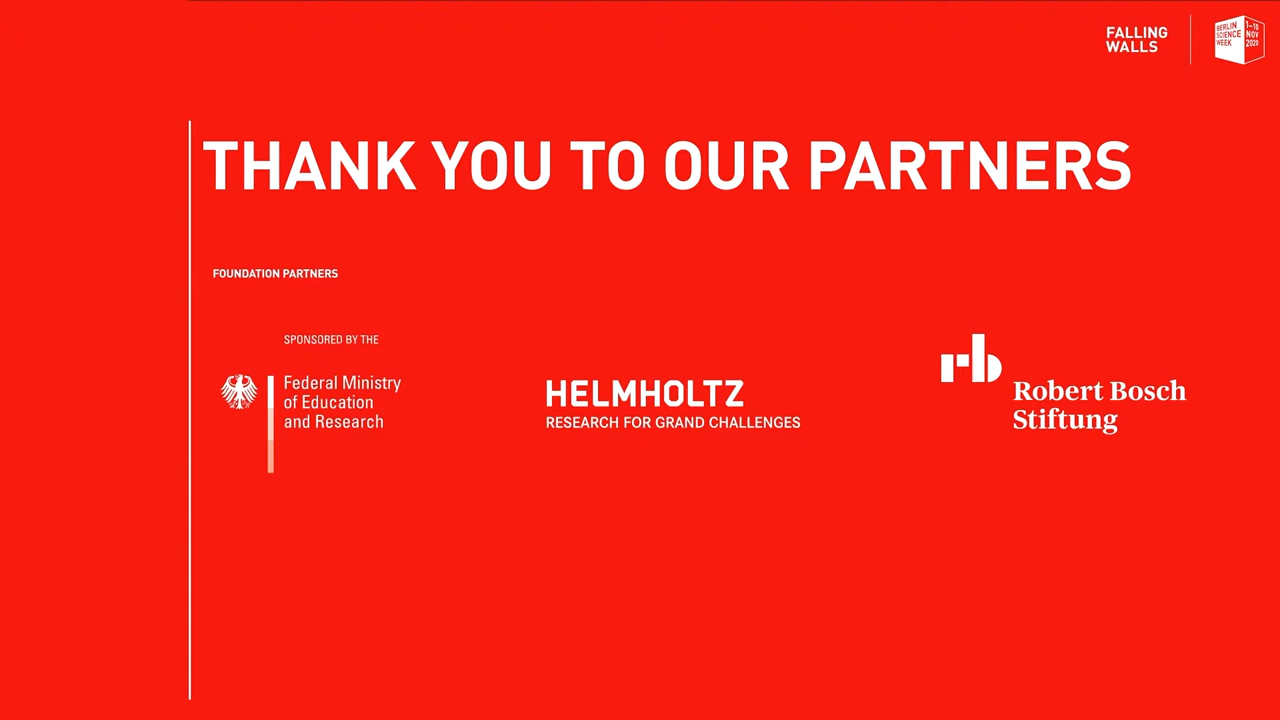 FALLING
WALLS
BERLIN
SCIENCE
WEEK
1–10
NOV
2020
THANK YOU TO OUR PARTNERS
FOUNDATION PARTNERS
SPONSORED BY THE
Federal Ministry
of Education
and Research
HELMHOLTZ
RESEARCH FOR GRAND CHALLENGES
rb
Robert Bosch
Stiftung